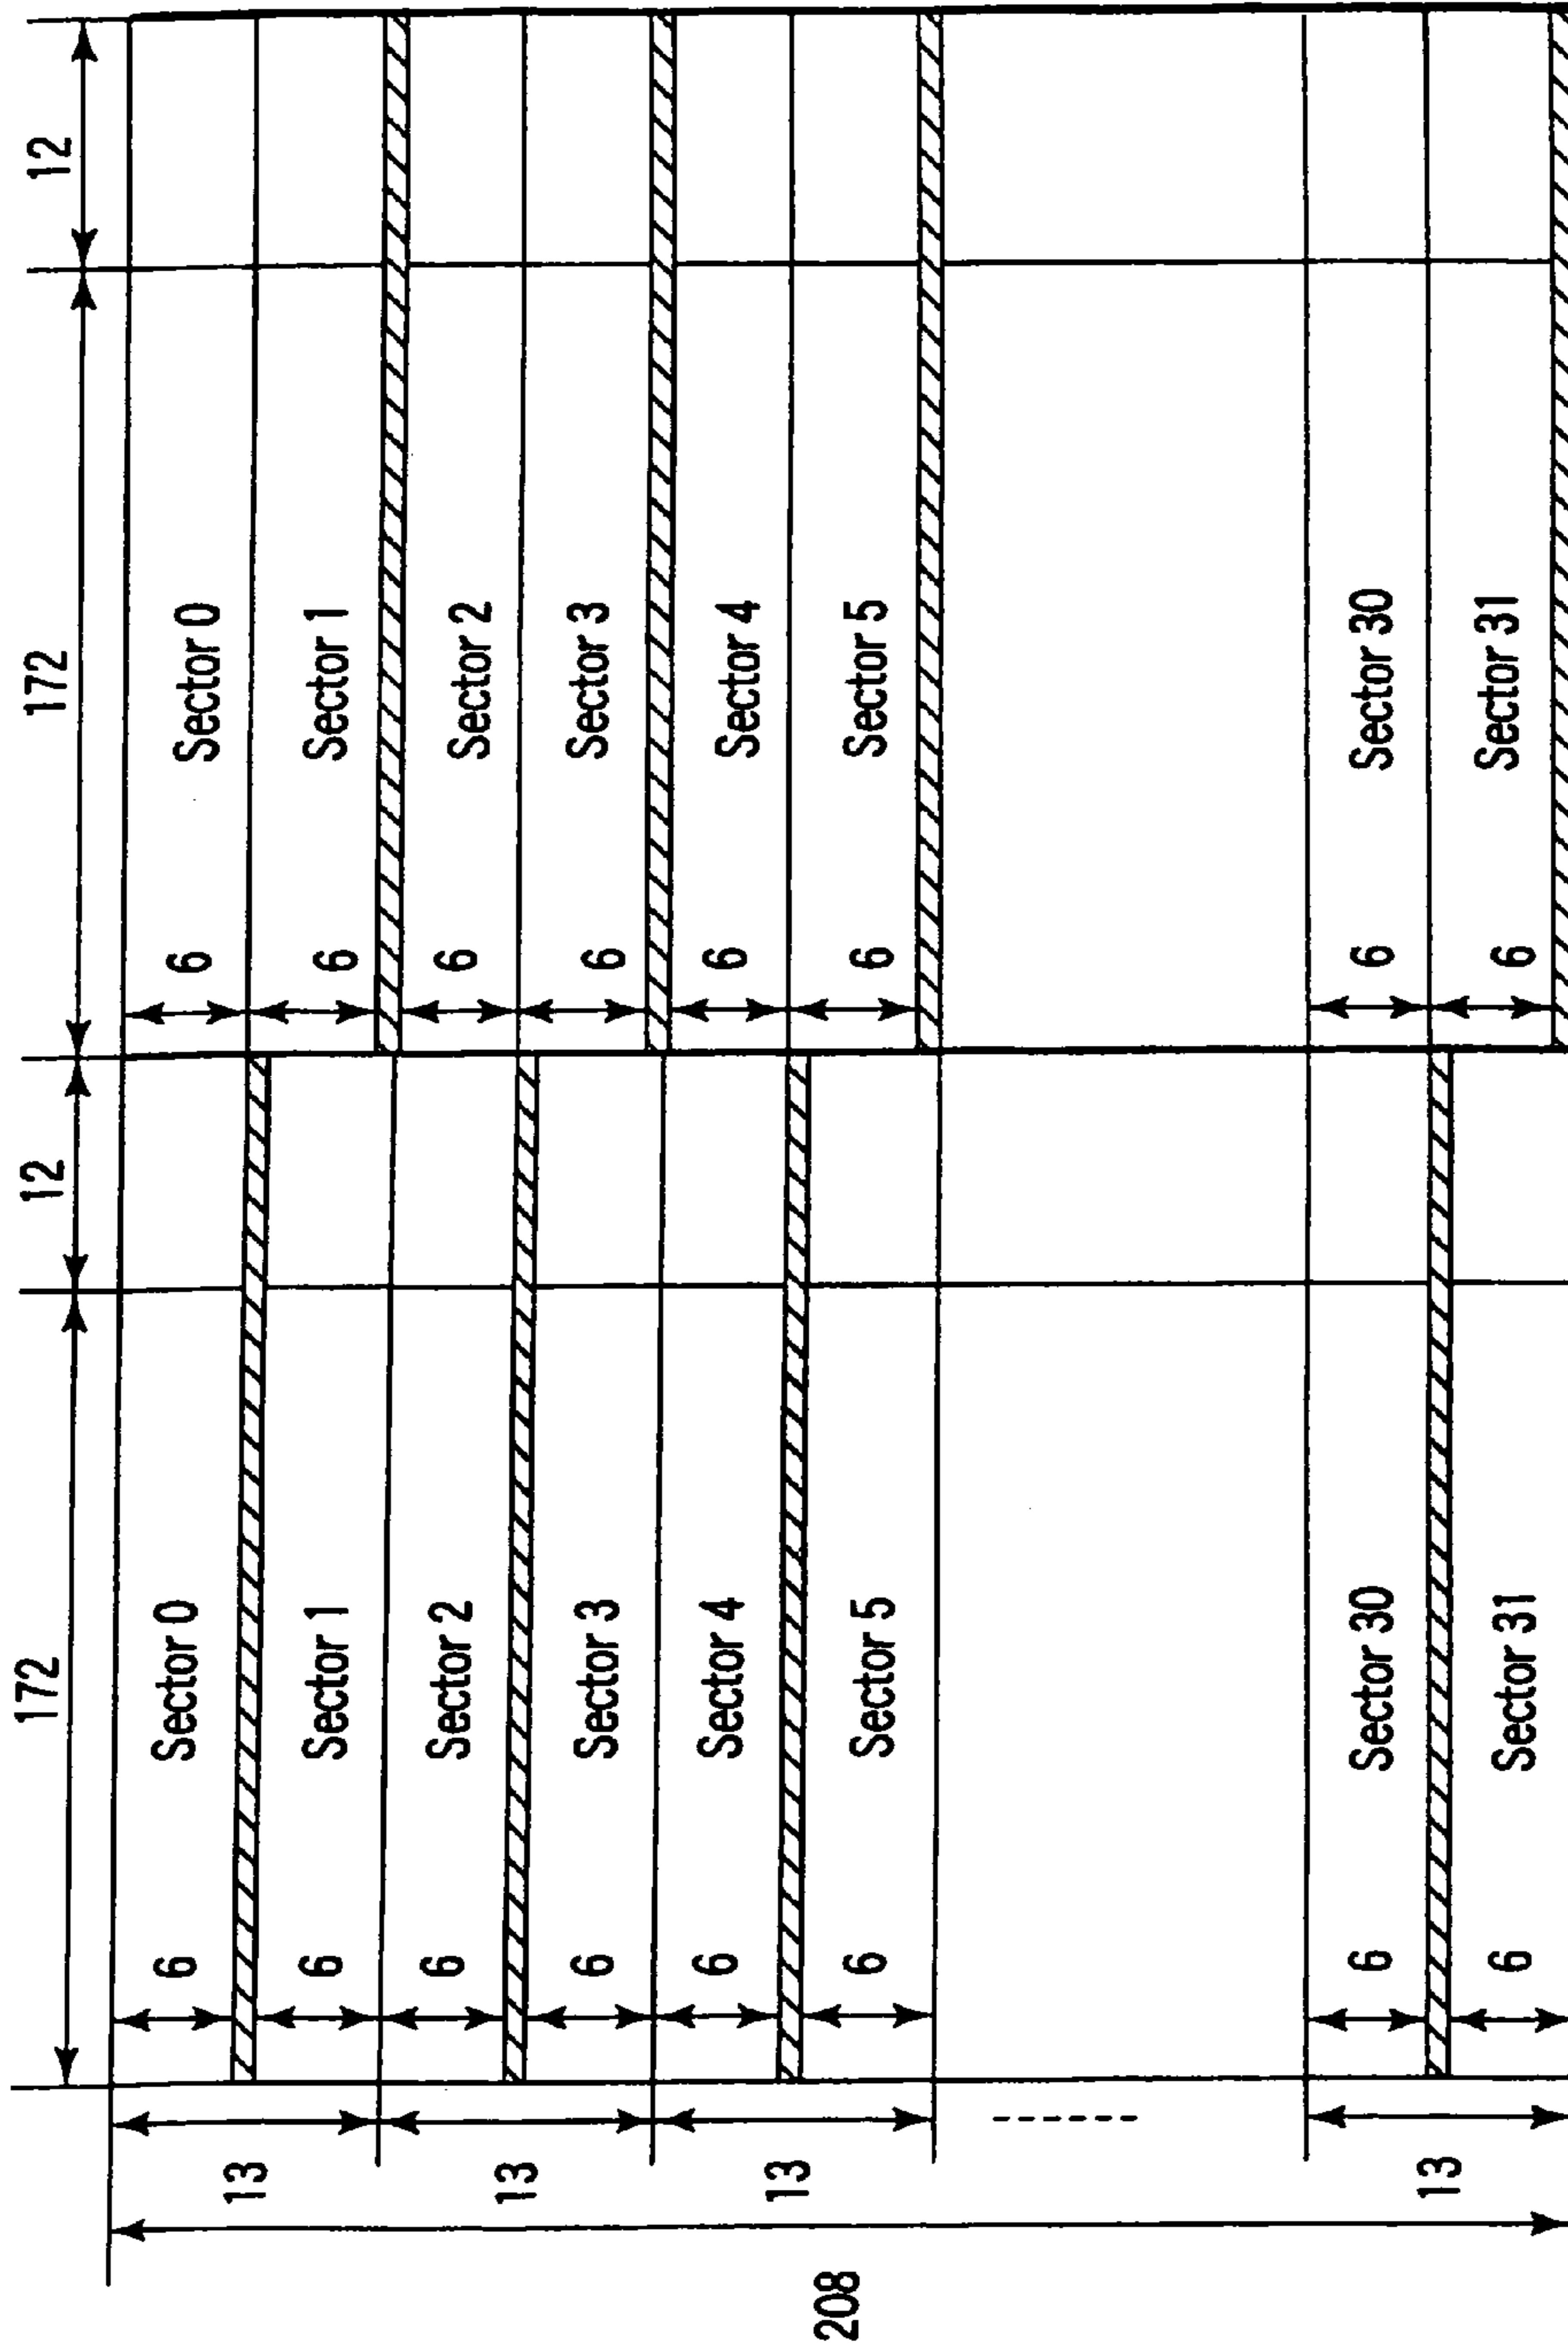 172 12 172 12
6 Sector 0 6 Sector 0
13
6 Sector 1 6 Sector 1
6 Sector 2 6 Sector 2
13
6 Sector 3 6 Sector 3
6 Sector 4 6 Sector 4
13
208
6 Sector 5 6 Sector 5
6 Sector 30 6 Sector 30
13
6 Sector 31 6 Sector 31